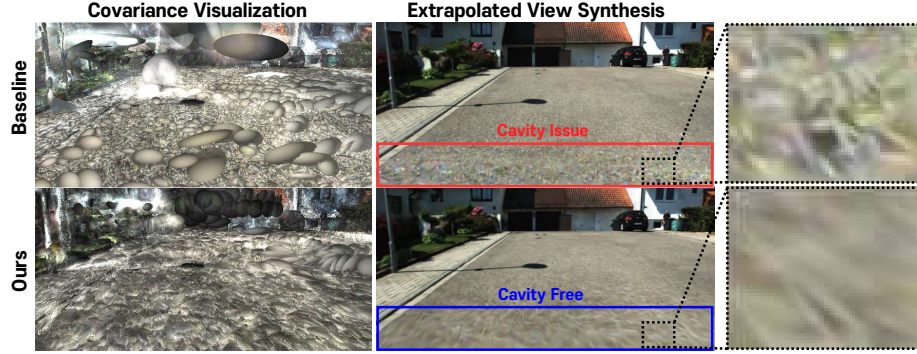 Covariance Visualization
Extrapolated View Synthesis
Baseline
Cavity Issue
Ours
Cavity Free